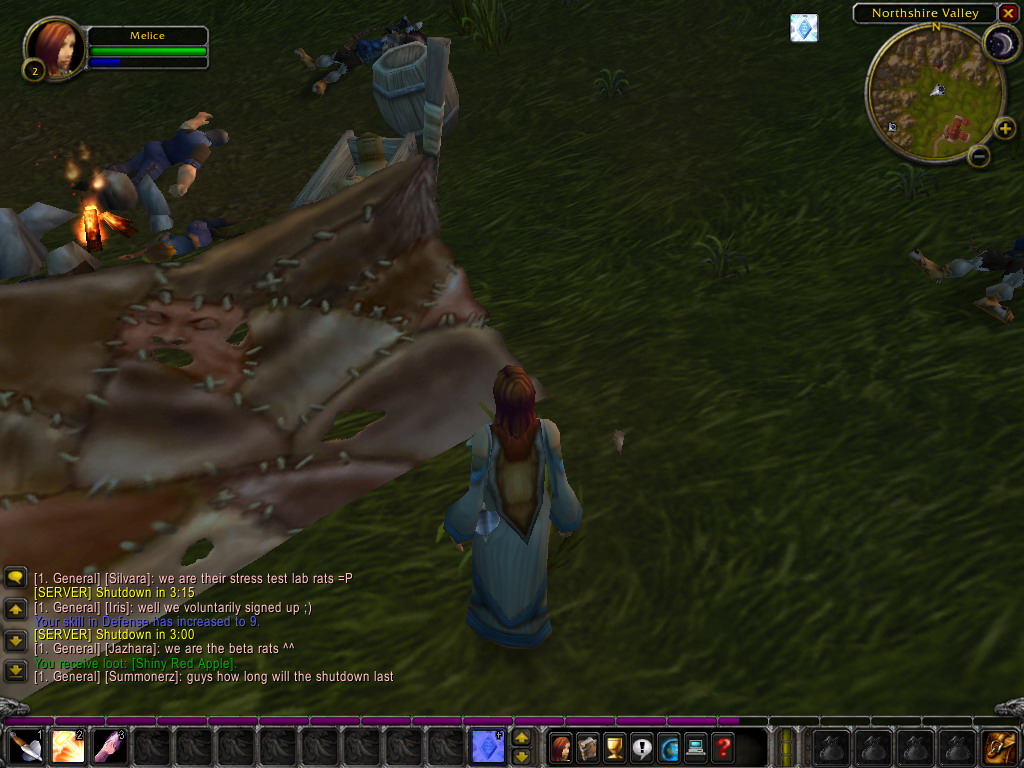 Melice
2
Northshire Valley
N
[1. General] [Silvara]: we are their stress test lab rats =P
[SERVER] Shutdown in 3:15
[1. General] [Iris]: well we voluntarily signed up ;)
Your skill in Defense has increased to 9.
[SERVER] Shutdown in 3:00
[1. General] [Jazhara]: we are the beta rats ^^
You receive loot: [Shiny Red Apple].
[1. General] [Summonerz]: guys how long will the shutdown last
1 2 3